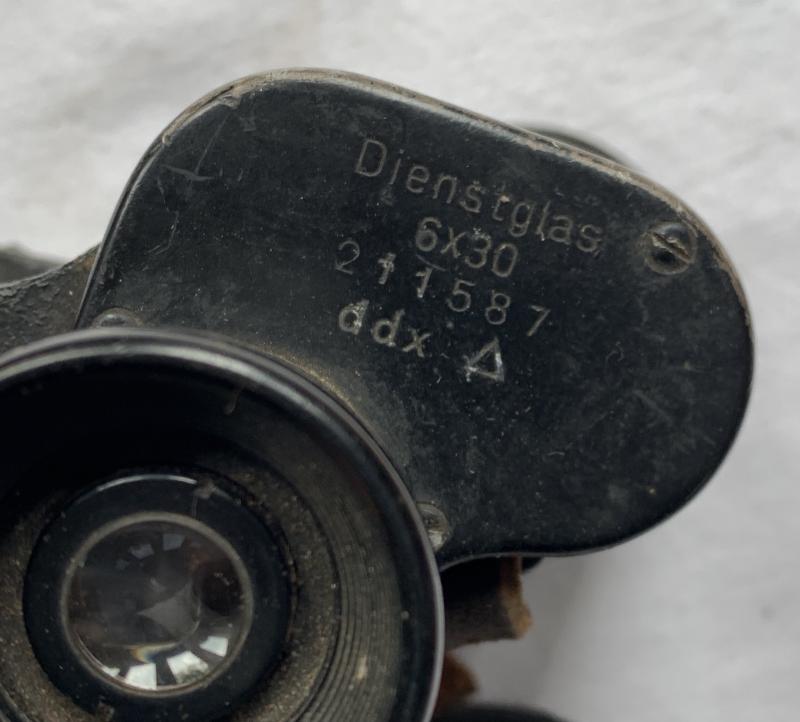 Dienstglas
6x30
211587
ddx △